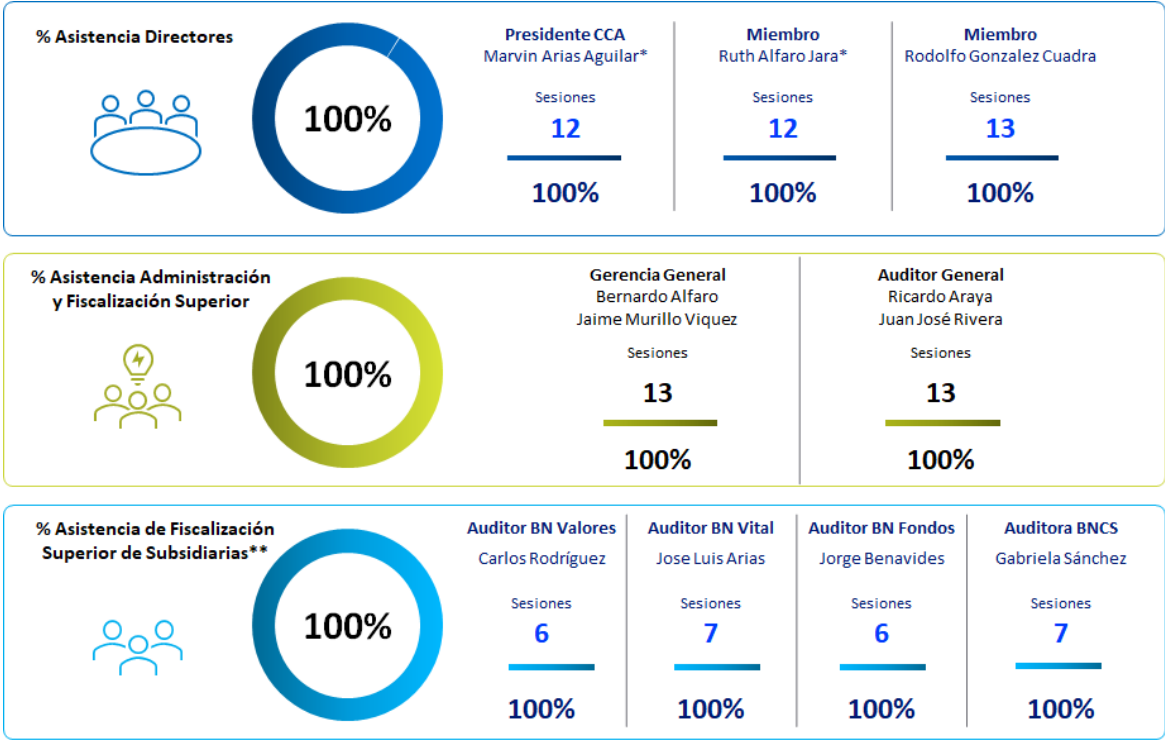 % Asistencia Directores
100%
Presidente CCA
Marvin Arias Aguilar*
Sesiones
12
100%
Miembro
Ruth Alfaro Jara*
Sesiones
12
100%
Miembro
Rodolfo Gonzalez Cuadra
Sesiones
13
100%
% Asistencia Administración
y Fiscalización Superior
100%
Gerencia General
Bernardo Alfaro
Jaime Murillo Viquez
Sesiones
13
100%
Auditor General
Ricardo Araya
Juan José Rivera
Sesiones
13
100%
% Asistencia de Fiscalización
Superior de Subsidiarias**
100%
Auditor BN Valores
Carlos Rodríguez
Sesiones
6
100%
Auditor BN Vital
Jose Luis Arias
Sesiones
7
100%
Auditor BN Fondos
Jorge Benavides
Sesiones
6
100%
Auditora BNCS
Gabriela Sánchez
Sesiones
7
100%